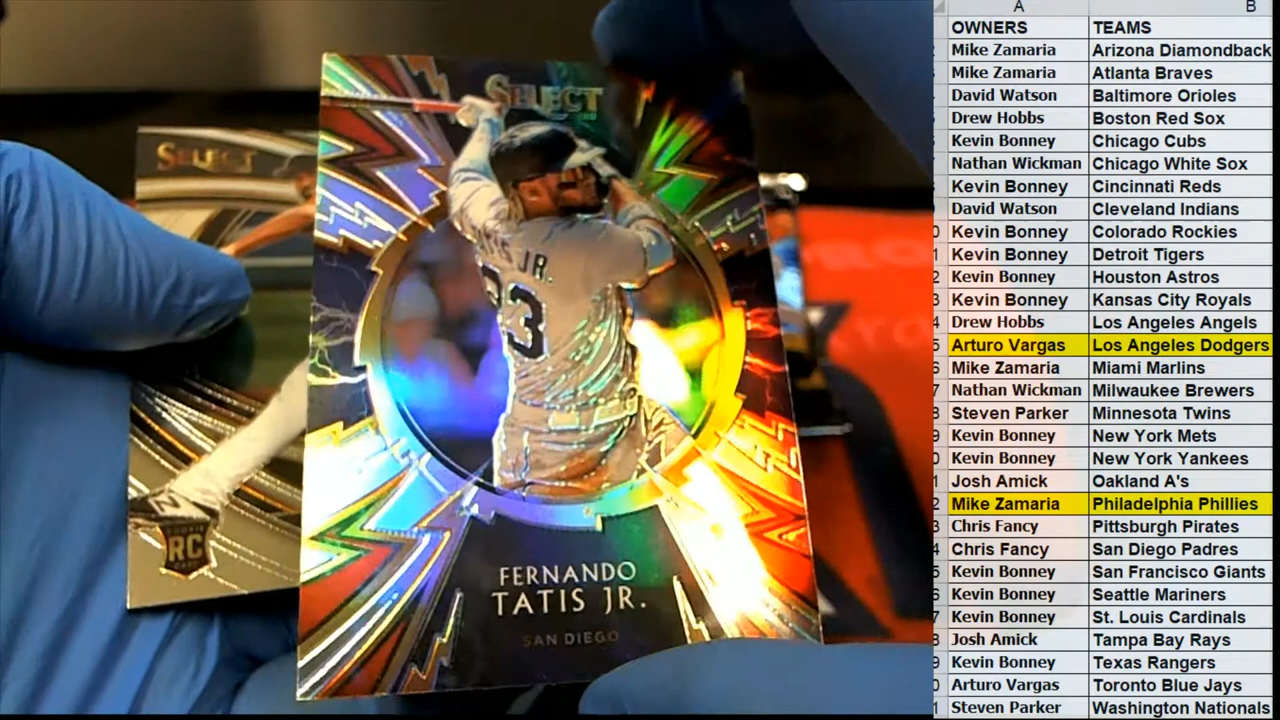 SELECT
SELECT
JR.
23
FERNANDO
TATIS JR.
SAN DIEGO
ROOKIE
RC
CARD
A B
OWNERS TEAMS
Mike Zamaria Arizona Diamondback
Mike Zamaria Atlanta Braves
David Watson Baltimore Orioles
Drew Hobbs Boston Red Sox
Kevin Bonney Chicago Cubs
Nathan Wickman Chicago White Sox
Kevin Bonney Cincinnati Reds
David Watson Cleveland Indians
Kevin Bonney Colorado Rockies
Kevin Bonney Detroit Tigers
Kevin Bonney Houston Astros
Kevin Bonney Kansas City Royals
Drew Hobbs Los Angeles Angels
Arturo Vargas Los Angeles Dodgers
Mike Zamaria Miami Marlins
Nathan Wickman Milwaukee Brewers
Steven Parker Minnesota Twins
Kevin Bonney New York Mets
Kevin Bonney New York Yankees
Josh Amick Oakland A's
Mike Zamaria Philadelphia Phillies
Chris Fancy Pittsburgh Pirates
Chris Fancy San Diego Padres
Kevin Bonney San Francisco Giants
Kevin Bonney Seattle Mariners
Kevin Bonney St. Louis Cardinals
Josh Amick Tampa Bay Rays
Kevin Bonney Texas Rangers
Arturo Vargas Toronto Blue Jays
Steven Parker Washington Nationals